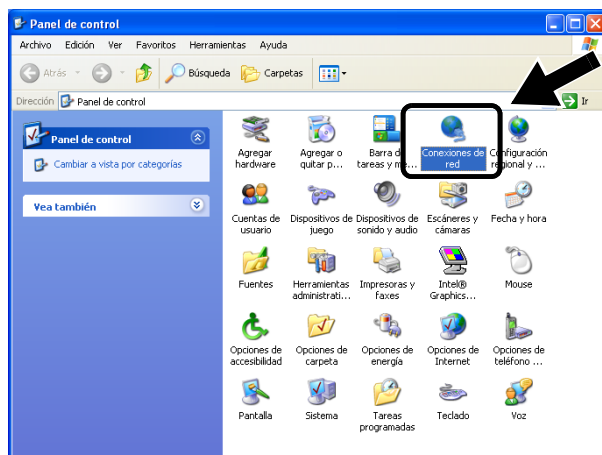 Panel de control
Archivo Edición Ver Favoritos Herramientas Ayuda
Atrás Búsqueda Carpetas
Dirección Panel de control Ir
Panel de control
Cambiar a vista por categorías
Vea también
Agregar hardware
Agregar o quitar p...
Barra de tareas y me...
Conexiones de red
Configuración regional y ...
Cuentas de usuario
Dispositivos de juego
Dispositivos de sonido y audio
Escáneres y cámaras
Fecha y hora
Fuentes
Herramientas administrati...
Impresoras y faxes
Intel® Graphics...
Mouse
Opciones de accesibilidad
Opciones de carpeta
Opciones de energía
Opciones de Internet
Opciones de teléfono ...
Pantalla
Sistema
Tareas programadas
Teclado
Voz